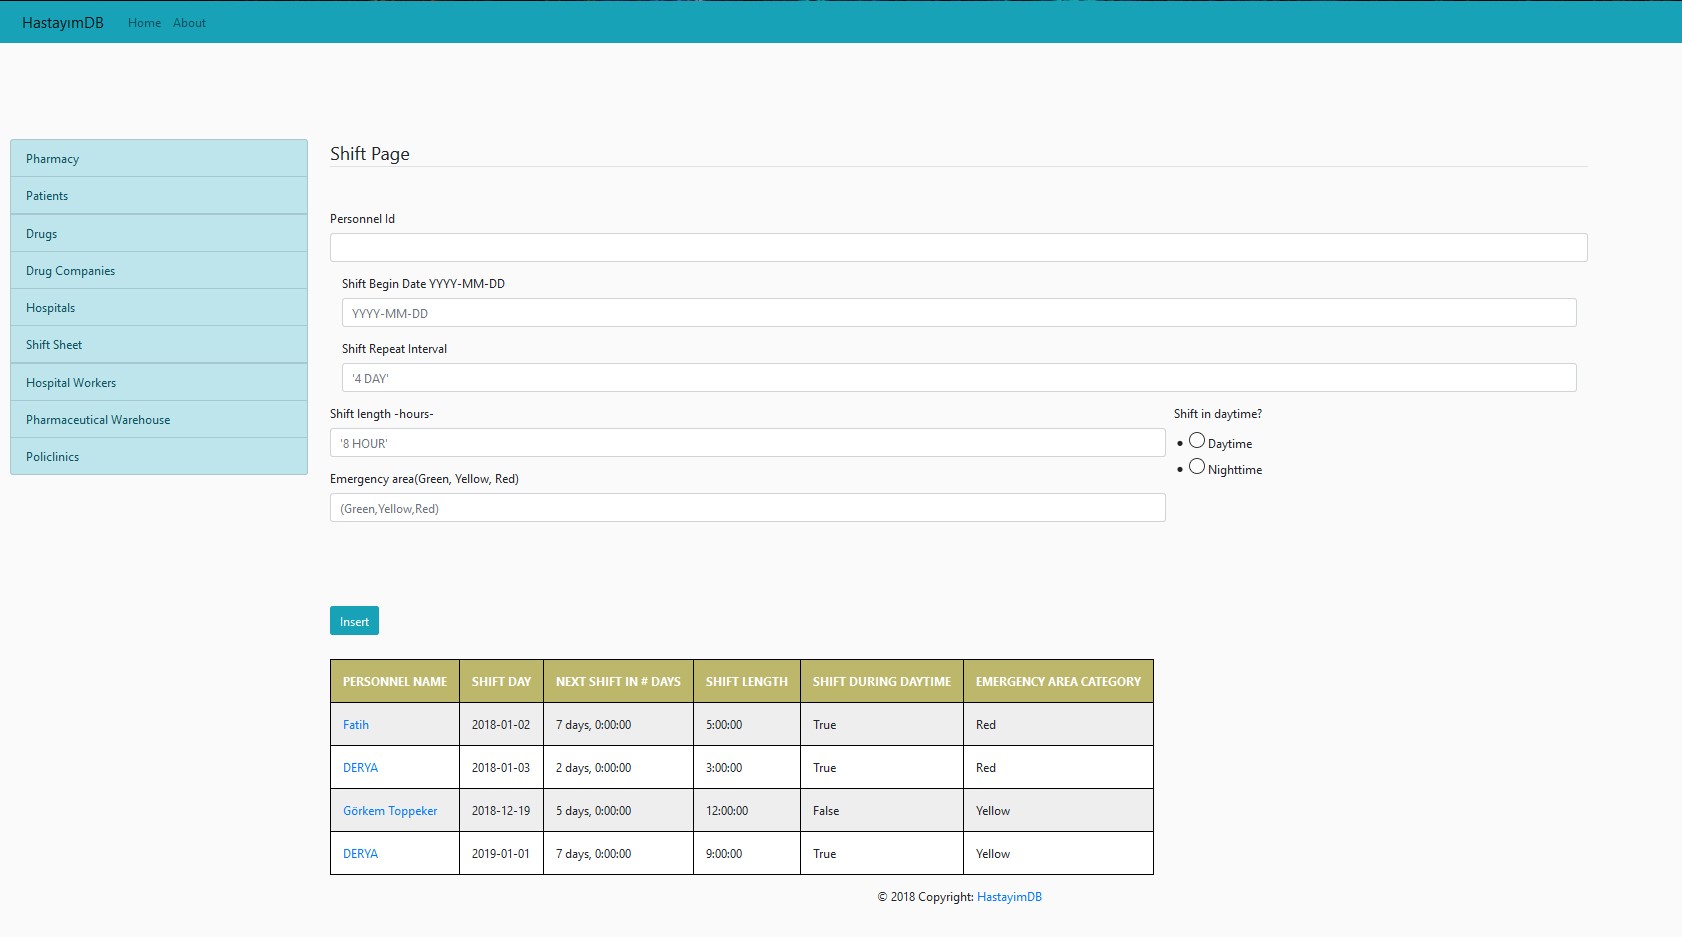 HastayımDB Home About
Pharmacy
Patients
Drugs
Drug Companies
Hospitals
Shift Sheet
Hospital Workers
Pharmaceutical Warehouse
Policlinics
Shift Page
Personnel Id
Shift Begin Date YYYY-MM-DD
YYYY-MM-DD
Shift Repeat Interval
'4 DAY'
Shift length -hours-
'8 HOUR'
Shift in daytime?
Daytime
Nighttime
Emergency area(Green, Yellow, Red)
(Green,Yellow,Red)
Insert
PERSONNEL NAME SHIFT DAY NEXT SHIFT IN # DAYS SHIFT LENGTH SHIFT DURING DAYTIME EMERGENCY AREA CATEGORY
Fatih 2018-01-02 7 days, 0:00:00 5:00:00 True Red
DERYA 2018-01-03 2 days, 0:00:00 3:00:00 True Red
Görkem Toppeker 2018-12-19 5 days, 0:00:00 12:00:00 False Yellow
DERYA 2019-01-01 7 days, 0:00:00 9:00:00 True Yellow
© 2018 Copyright: HastayimDB